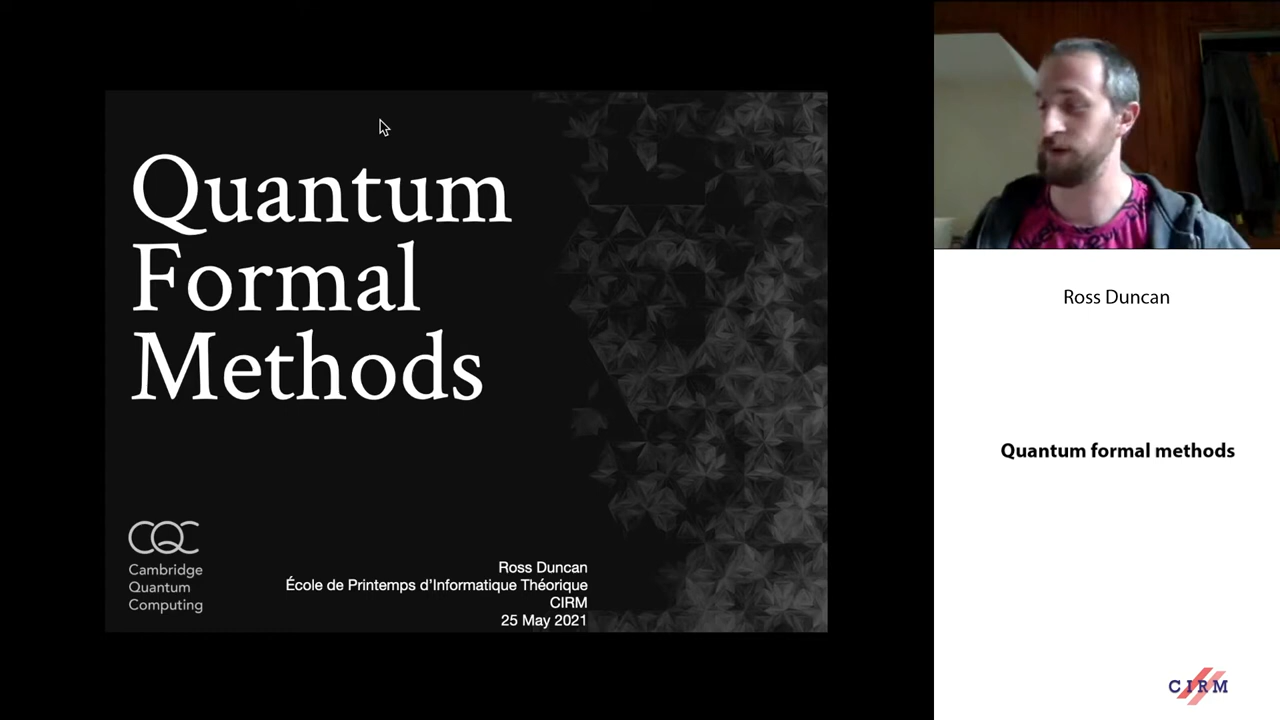 Quantum
Formal
Methods
CQC
Cambridge
Quantum
Computing
Ross Duncan
École de Printemps d'Informatique Théorique
CIRM
25 May 2021
Ross Duncan
Quantum formal methods
CIRM